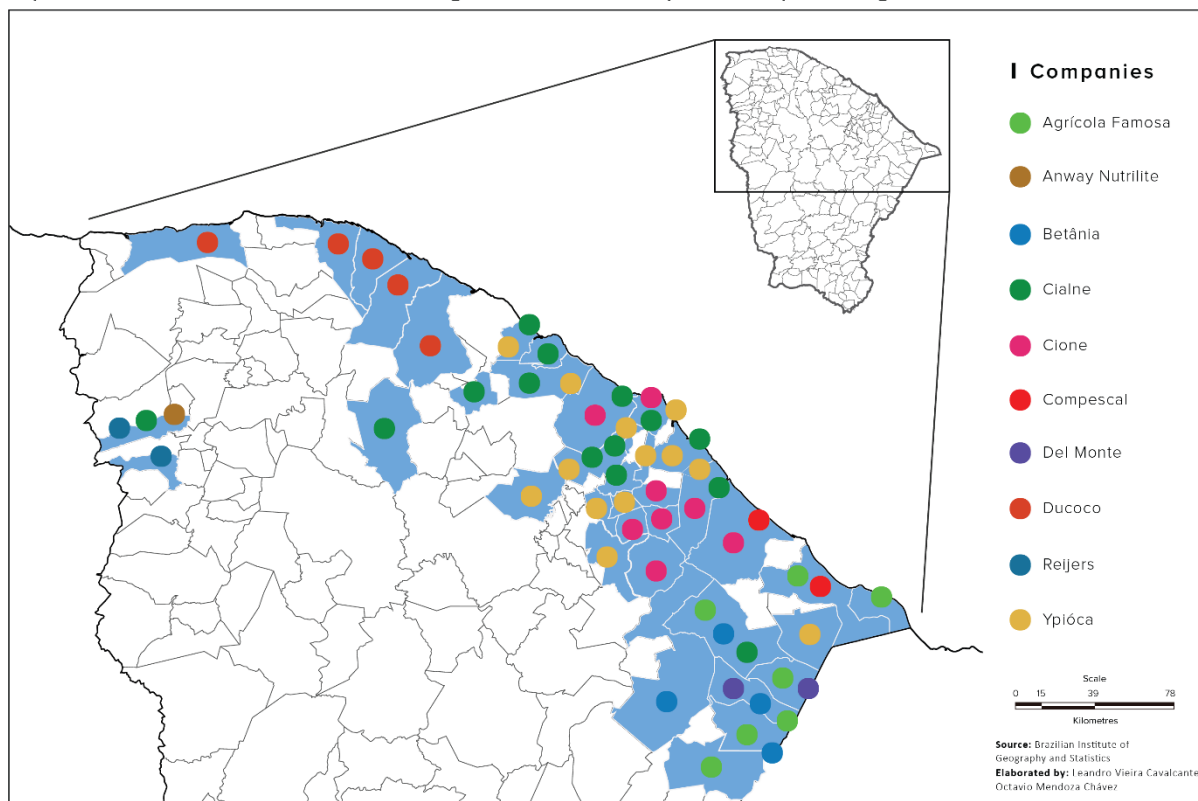 Companies
Agrícola Famosa
Anway Nutrilite
Betânia
Cialne
Cione
Compescal
Del Monte
Ducoco
Reijers
Ypióca
Scale
0 15 39 78
Kilometres
Source: Brazilian Institute of
Geography and Statistics
Elaborated by: Leandro Vieira Cavalcante
Octavio Mendoza Chávez